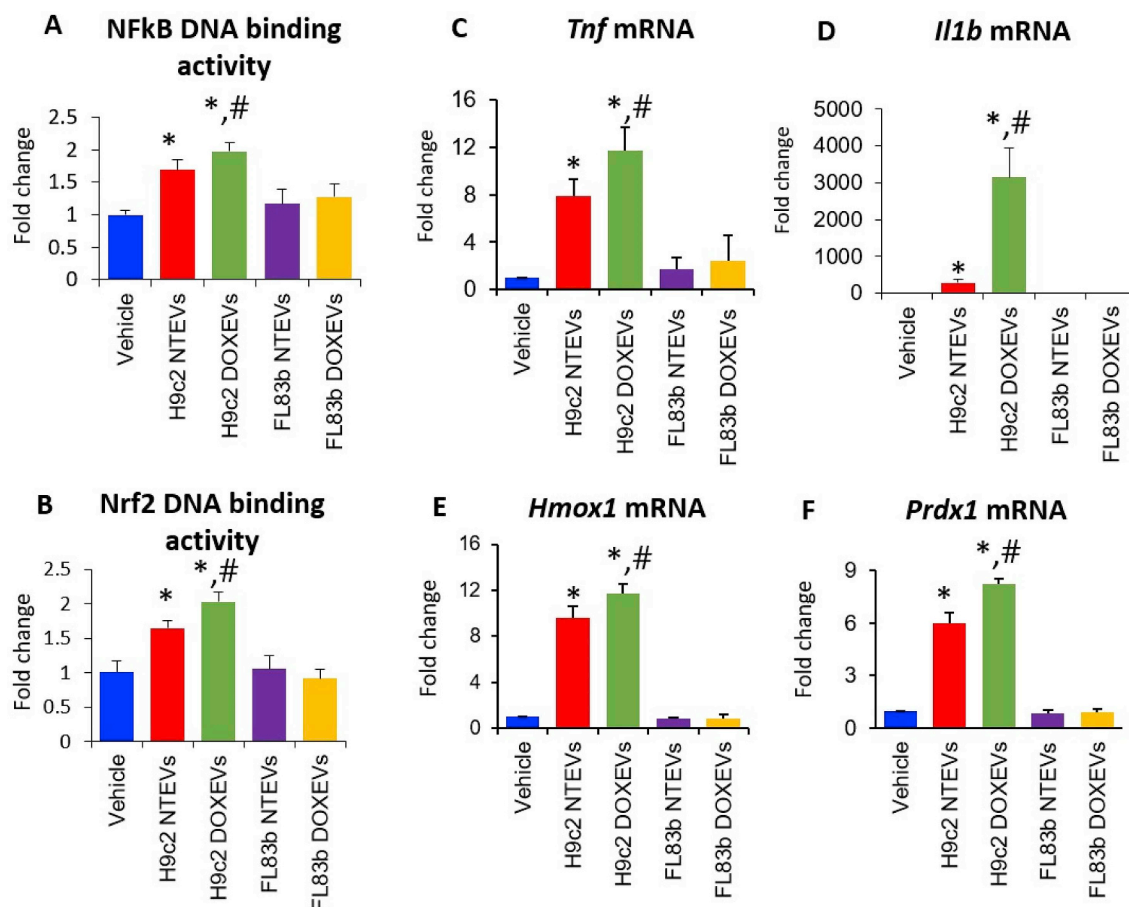 A
NFkB DNA binding
activity
*
*,#
Fold change
2.5
2
1.5
1
0.5
0
Vehicle
H9c2 NTEVs
H9c2 DOXEVs
FL83b NTEVs
FL83b DOXEVs
C
Tnf mRNA
*
*,#
Fold change
16
12
8
4
0
Vehicle
H9c2 NTEVs
H9c2 DOXEVs
FL83b NTEVs
FL83b DOXEVs
D
Il1b mRNA
*
*,#
Fold change
5000
4000
3000
2000
1000
0
Vehicle
H9c2 NTEVs
H9c2 DOXEVs
FL83b NTEVs
FL83b DOXEVs
B
Nrf2 DNA binding
activity
*
*,#
Fold change
2.5
2
1.5
1
0.5
0
Vehicle
H9c2 NTEVs
H9c2 DOXEVs
FL83b NTEVs
FL83b DOXEVs
E
Hmox1 mRNA
*
*,#
Fold change
16
12
8
4
0
Vehicle
H9c2 NTEVs
H9c2 DOXEVs
FL83b NTEVs
FL83b DOXEVs
F
Prdx1 mRNA
*
*,#
Fold change
9
6
3
0
Vehicle
H9c2 NTEVs
H9c2 DOXEVs
FL83b NTEVs
FL83b DOXEVs